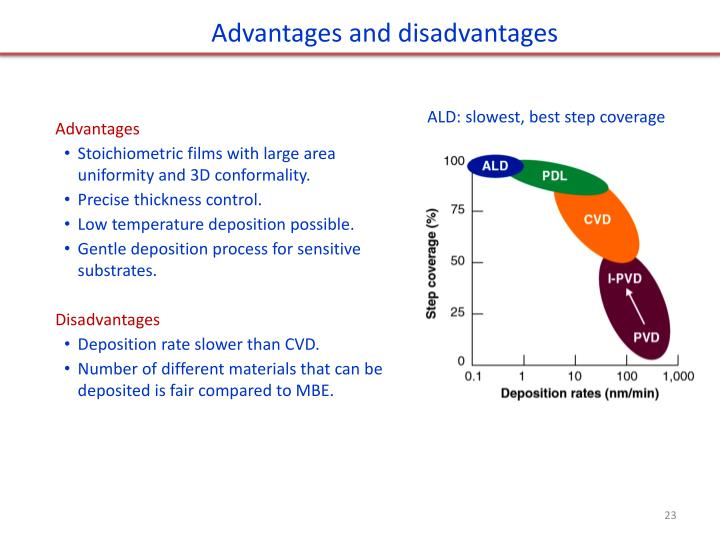 Advantages and disadvantages
Advantages
• Stoichiometric films with large area
uniformity and 3D conformality.
• Precise thickness control.
• Low temperature deposition possible.
• Gentle deposition process for sensitive
substrates.
Disadvantages
• Deposition rate slower than CVD.
• Number of different materials that can be
deposited is fair compared to MBE.
ALD: slowest, best step coverage
Step coverage (%)
100
75
50
25
0
ALD
PDL
CVD
I-PVD
PVD
0.1 1 10 100 1,000
Deposition rates (nm/min)
23